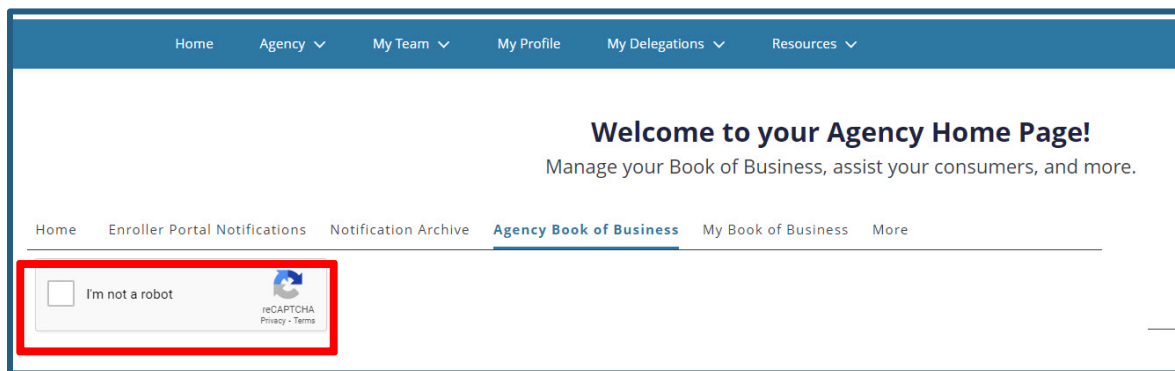 Home Agency My Team My Profile My Delegations Resources
Welcome to your Agency Home Page!
Manage your Book of Business, assist your consumers, and more.
Home Enroller Portal Notifications Notification Archive Agency Book of Business My Book of Business More
I'm not a robot
reCAPTCHA
Privacy - Terms